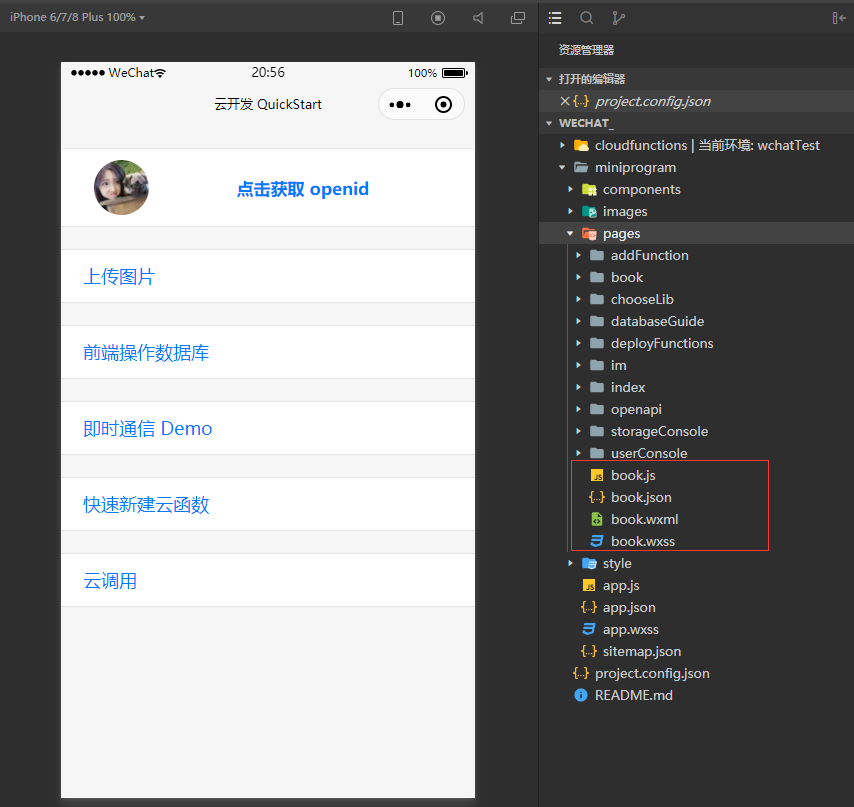 iPhone 6/7/8 Plus 100%
WeChat
20:56
100%
云开发 QuickStart
点击获取 openid
上传图片
前端操作数据库
即时通信 Demo
快速新建云函数
云调用
资源管理器
打开的编辑器
project.config.json
WECHAT_
cloudfunctions | 当前环境: wchatTest
miniprogram
components
images
pages
addFunction
book
chooseLib
databaseGuide
deployFunctions
im
index
openapi
storageConsole
userConsole
book.js
book.json
book.wxml
book.wxss
style
app.js
app.json
app.wxss
sitemap.json
project.config.json
README.md